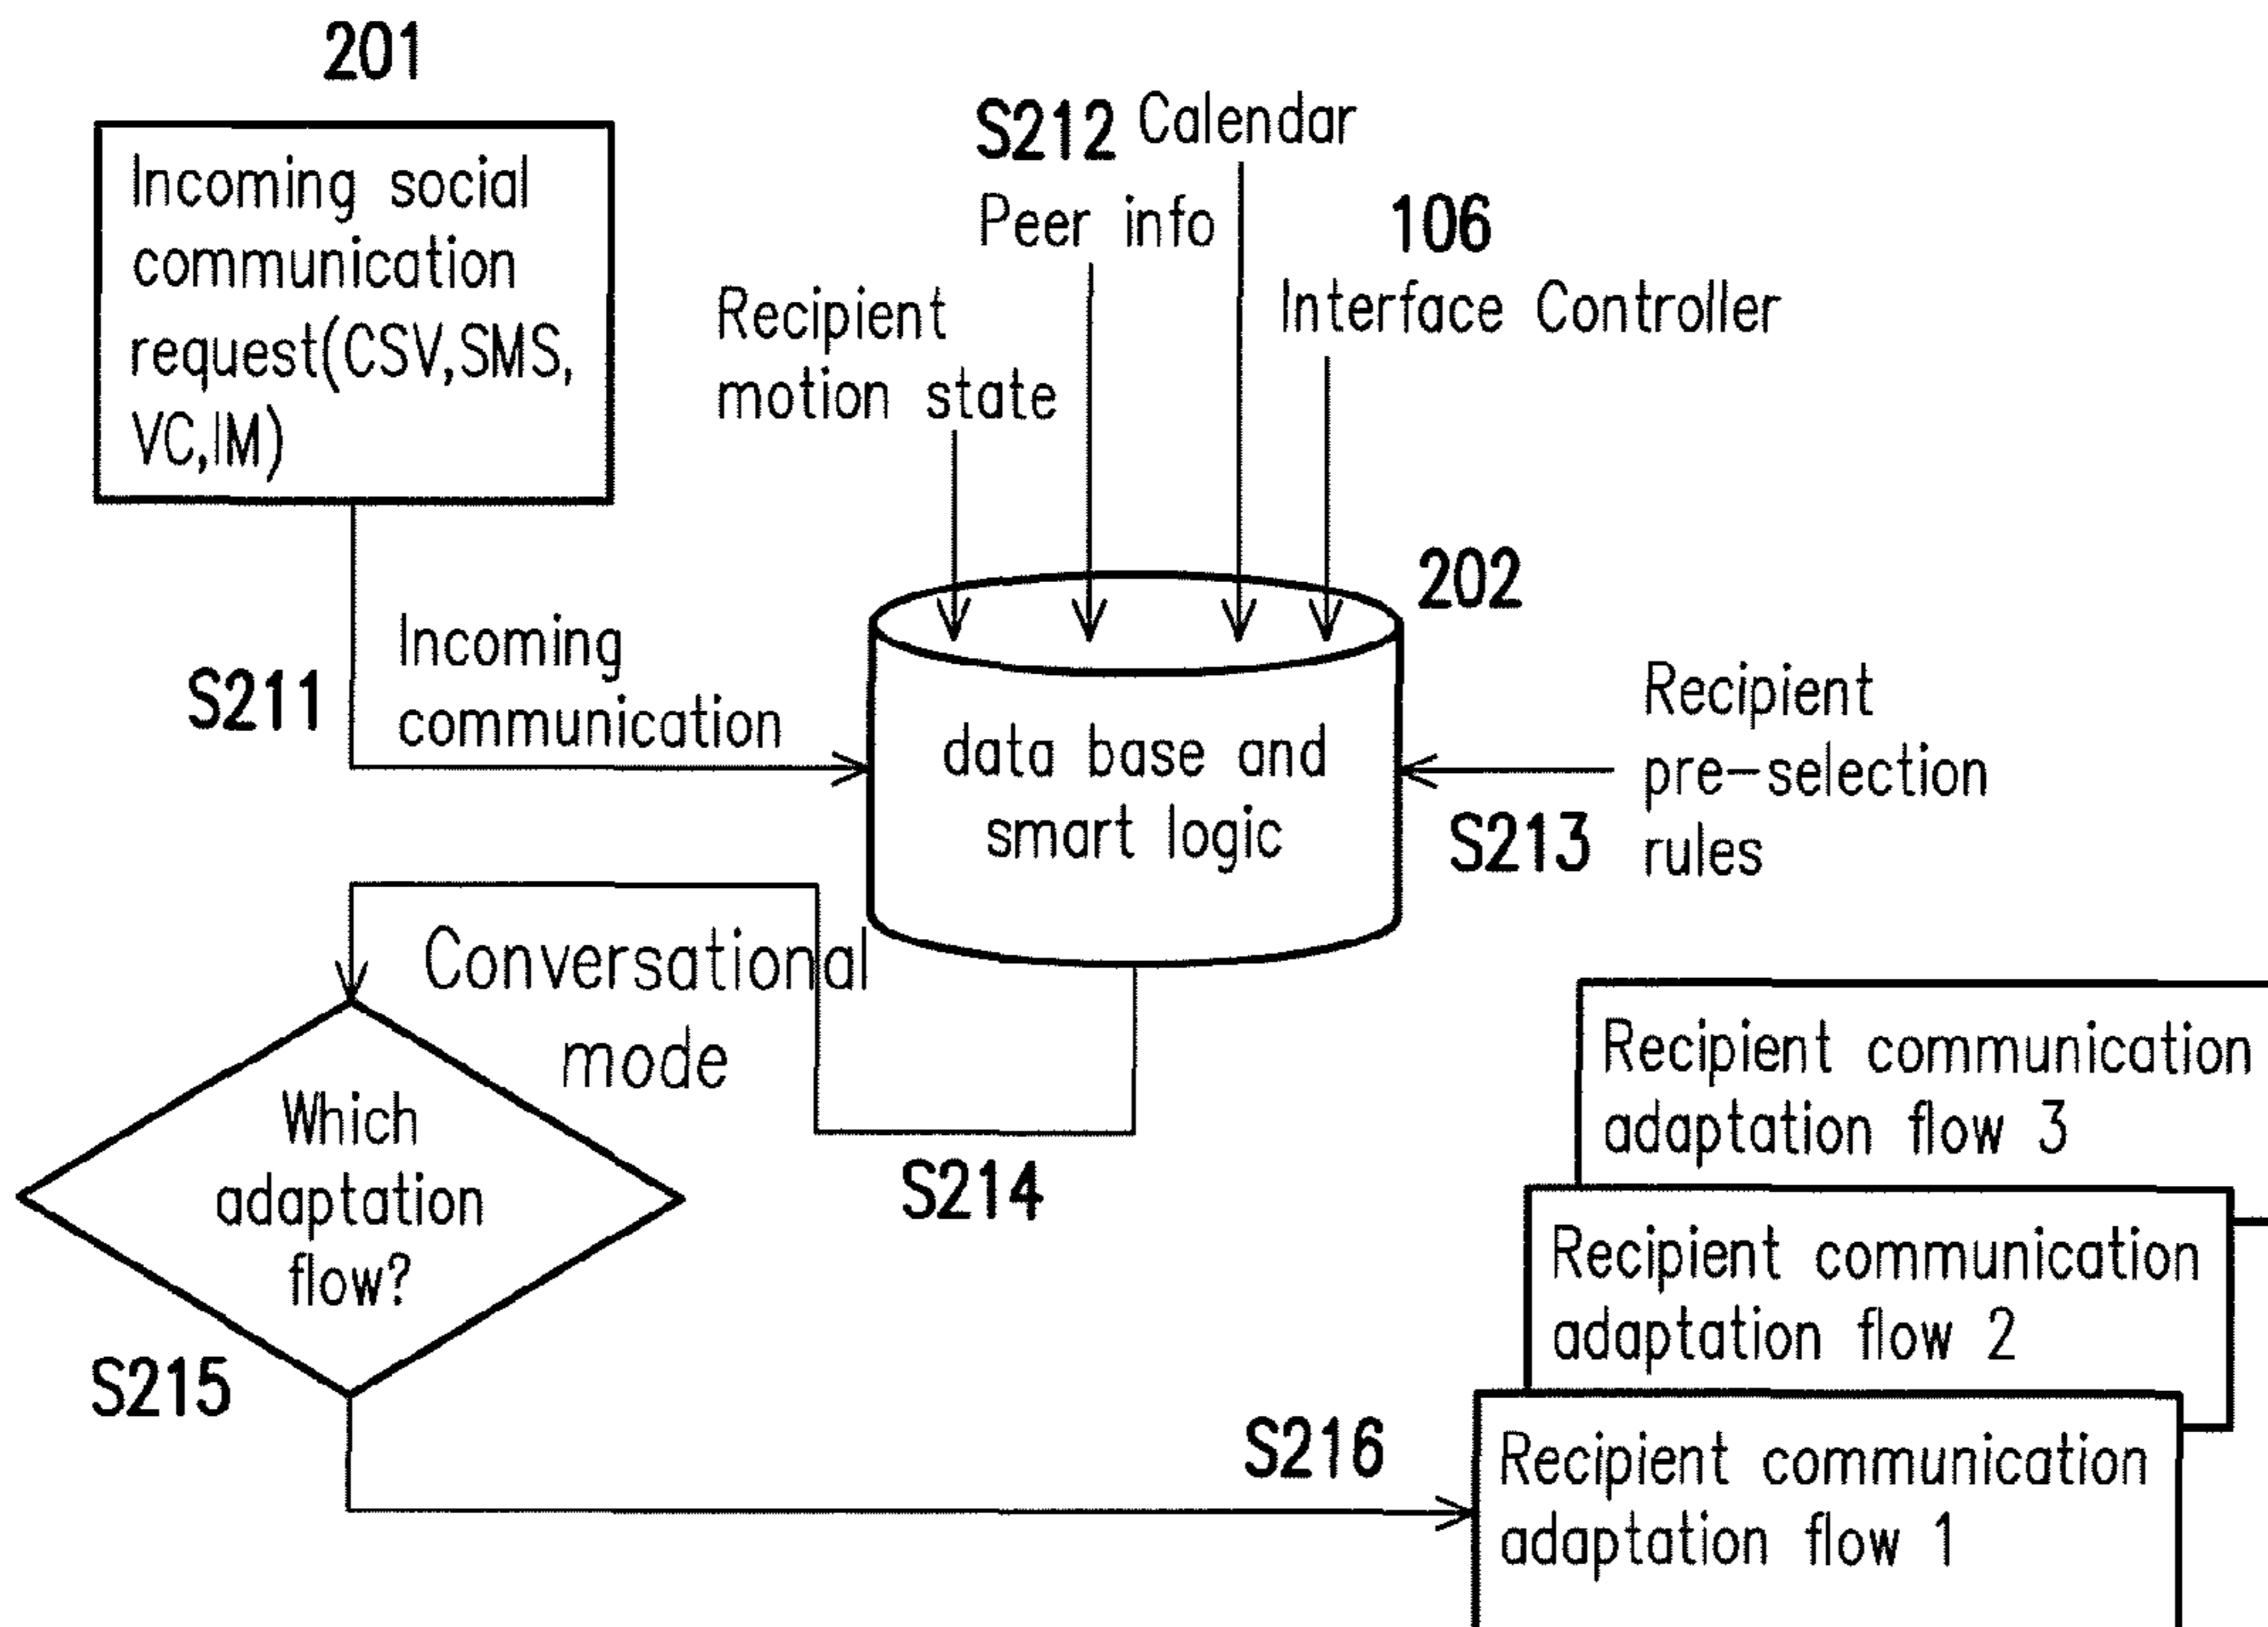 201
Incoming social
communication
request(CSV,SMS,
VC,IM)
S212 Calendar
Peer info
106
Interface Controller
Recipient
motion state
202
S211
Incoming
communication
data base and
smart logic
Recipient
pre-selection
rules
S213
Conversational
mode
S214
Which
adaptation
flow?
S215
S216
Recipient communication
adaptation flow 3
Recipient communication
adaptation flow 2
Recipient communication
adaptation flow 1